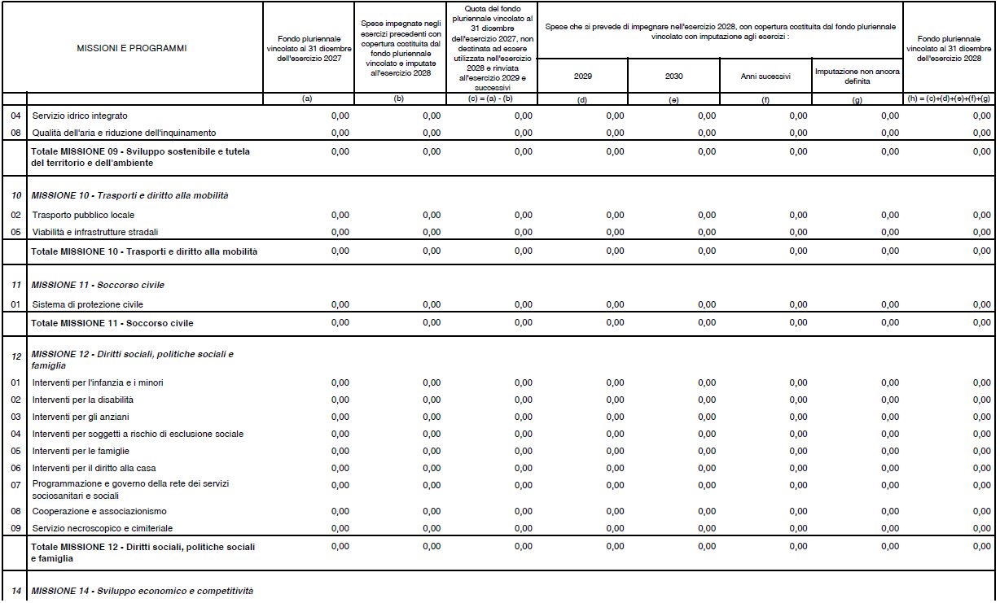 MISSIONI E PROGRAMMI
Fondo pluriennale
vincolato al 31 dicembre
dell'esercizio 2027
Spese impegnate negli
esercizi precedenti con
copertura costituita dal
fondo pluriennale
vincolato e imputate
all'esercizio 2028
Quota del fondo
pluriennale vincolato al
31 dicembre
dell'esercizio 2027, non
destinata ad essere
utilizzata nell'esercizio
2028 e rinviata
all'esercizio 2029 e
successivi
Spese che si prevede di impegnare nell'esercizio 2028, con copertura costituita dal fondo pluriennale
vincolato con imputazione agli esercizi :
2029
2030
Anni sucessivi
Imputazione non ancora
definita
Fondo pluriennale
vincolato al 31 dicembre
dell'esercizio 2028
(a) (b) (c) = (a) - (b) (d) (e) (f) (g) (h) = (c)+(d)+(e)+(f)+(g)
04 Servizio idrico integrato 0,00 0,00 0,00 0,00 0,00 0,00 0,00 0,00
08 Qualità dell'aria e riduzione dell'inquinamento 0,00 0,00 0,00 0,00 0,00 0,00 0,00 0,00
Totale MISSIONE 09 - Sviluppo sostenibile e tutela 0,00 0,00 0,00 0,00 0,00 0,00 0,00 0,00
del territorio e dell'ambiente
10 MISSIONE 10 - Trasporti e diritto alla mobilità
02 Trasporto pubblico locale 0,00 0,00 0,00 0,00 0,00 0,00 0,00 0,00
05 Viabilità e infrastrutture stradali 0,00 0,00 0,00 0,00 0,00 0,00 0,00 0,00
Totale MISSIONE 10 - Trasporti e diritto alla mobilità 0,00 0,00 0,00 0,00 0,00 0,00 0,00 0,00
11 MISSIONE 11 - Soccorso civile
01 Sistema di protezione civile 0,00 0,00 0,00 0,00 0,00 0,00 0,00 0,00
Totale MISSIONE 11 - Soccorso civile 0,00 0,00 0,00 0,00 0,00 0,00 0,00 0,00
12 MISSIONE 12 - Diritti sociali, politiche sociali e
famiglia
01 Interventi per l'infanzia e i minori 0,00 0,00 0,00 0,00 0,00 0,00 0,00 0,00
02 Interventi per la disabilità 0,00 0,00 0,00 0,00 0,00 0,00 0,00 0,00
03 Interventi per gli anziani 0,00 0,00 0,00 0,00 0,00 0,00 0,00 0,00
04 Interventi per soggetti a rischio di esclusione sociale 0,00 0,00 0,00 0,00 0,00 0,00 0,00 0,00
05 Interventi per le famiglie 0,00 0,00 0,00 0,00 0,00 0,00 0,00 0,00
06 Interventi per il diritto alla casa 0,00 0,00 0,00 0,00 0,00 0,00 0,00 0,00
07 Programmazione e governo della rete dei servizi 0,00 0,00 0,00 0,00 0,00 0,00 0,00 0,00
sociosanitari e sociali
08 Cooperazione e associazionismo 0,00 0,00 0,00 0,00 0,00 0,00 0,00 0,00
09 Servizio necroscopico e cimiteriale 0,00 0,00 0,00 0,00 0,00 0,00 0,00 0,00
Totale MISSIONE 12 - Diritti sociali, politiche sociali 0,00 0,00 0,00 0,00 0,00 0,00 0,00 0,00
e famiglia
14 MISSIONE 14 - Sviluppo economico e competitività